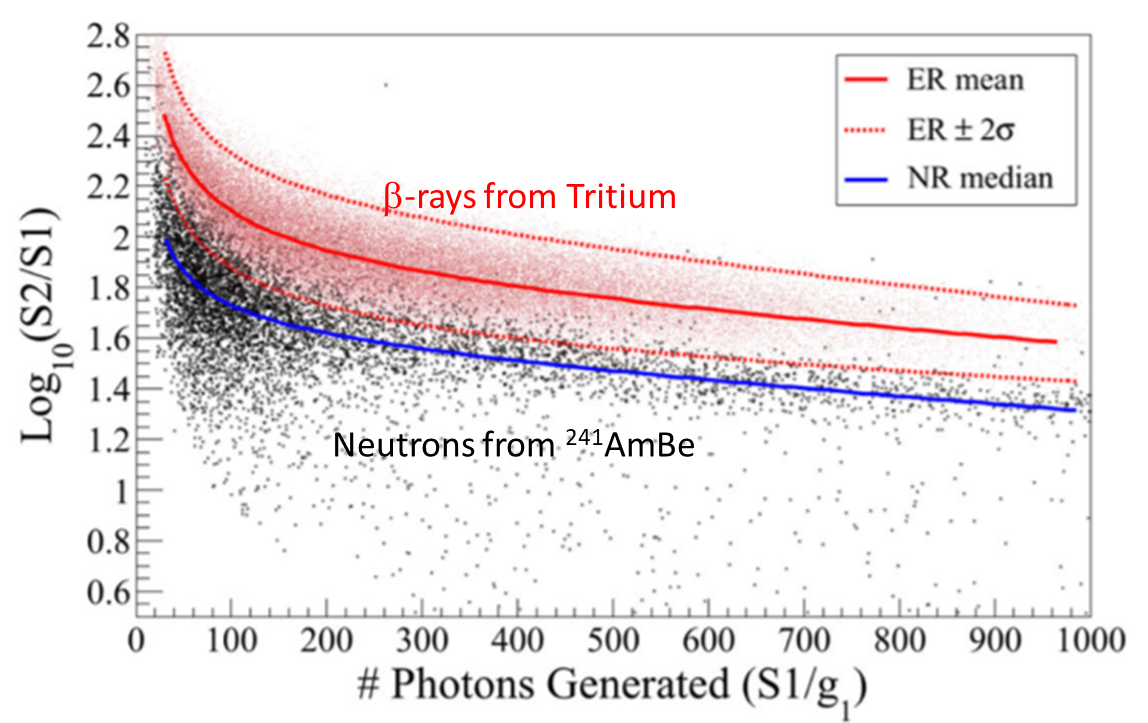 2.8
2.6
2.4
2.2
2
1.8
1.6
1.4
1.2
1
0.8
0.6
Log10(S2/S1)
ER mean
ER ± 2σ
NR median
β-rays from Tritium
Neutrons from 241AmBe
0 100 200 300 400 500 600 700 800 900 1000
# Photons Generated (S1/g1)